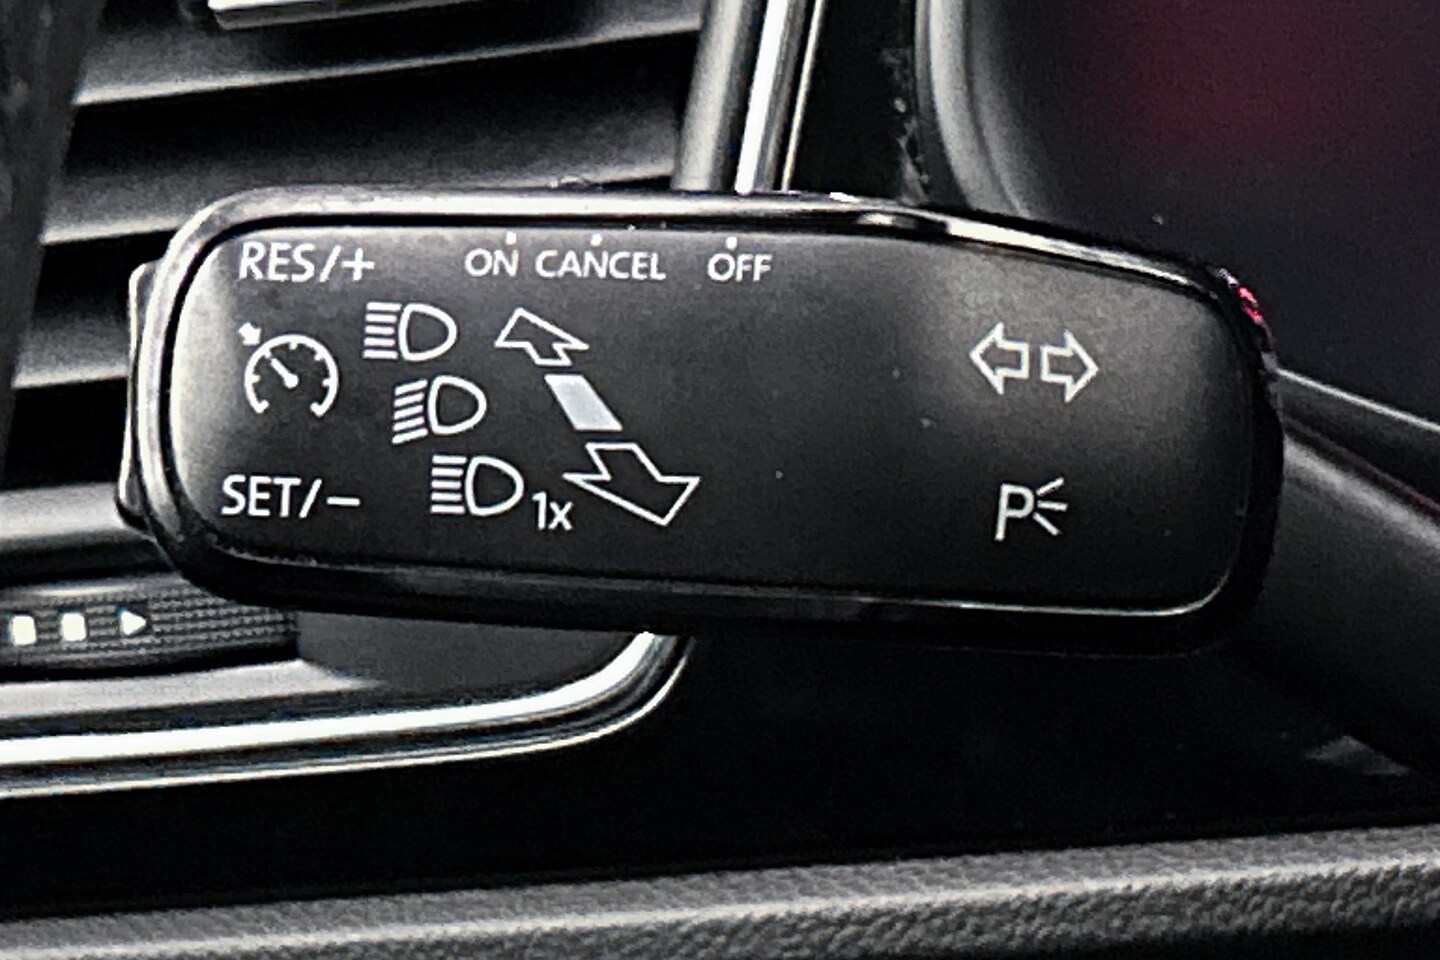 RES/+ ON CANCEL OFF
1x
SET/−
P